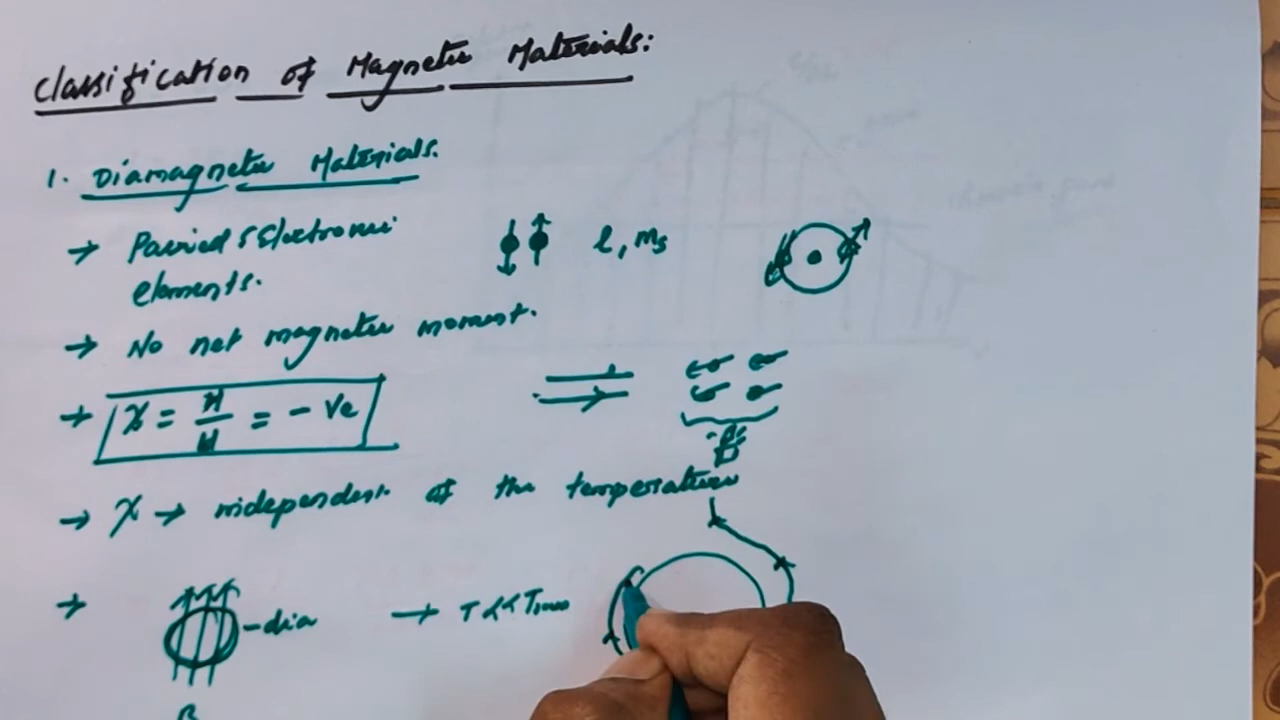 Classification of Magnetic Materials:
1. Diamagnetic Materials.
→ Paired Electronic l, ms
elements.
→ No net magnetic moment.
→ χ = M/H = - Ve
→ χ → independent of the temperature
→ - dia → T <<
B